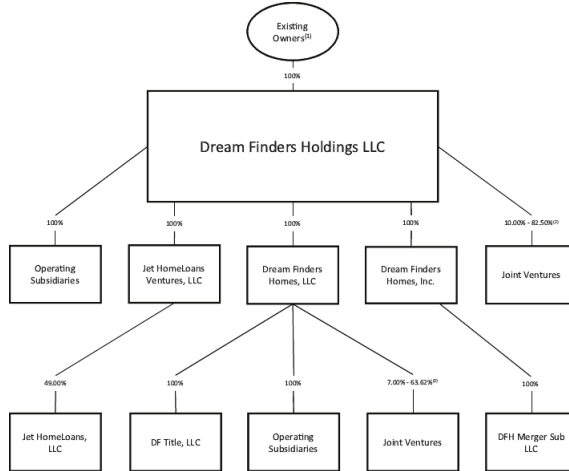 Existing
Owners(1)
100%
Dream Finders Holdings LLC
100%
100%
100%
100%
10.00% - 82.50%(2)
Operating
Subsidiaries
Jet HomeLoans
Ventures, LLC
Dream Finders
Homes, LLC
Dream Finders
Homes, Inc.
Joint Ventures
49.00%
100%
100%
7.00% - 63.62%(2)
100%
Jet HomeLoans,
LLC
DF Title, LLC
Operating
Subsidiaries
Joint Ventures
DFH Merger Sub
LLC